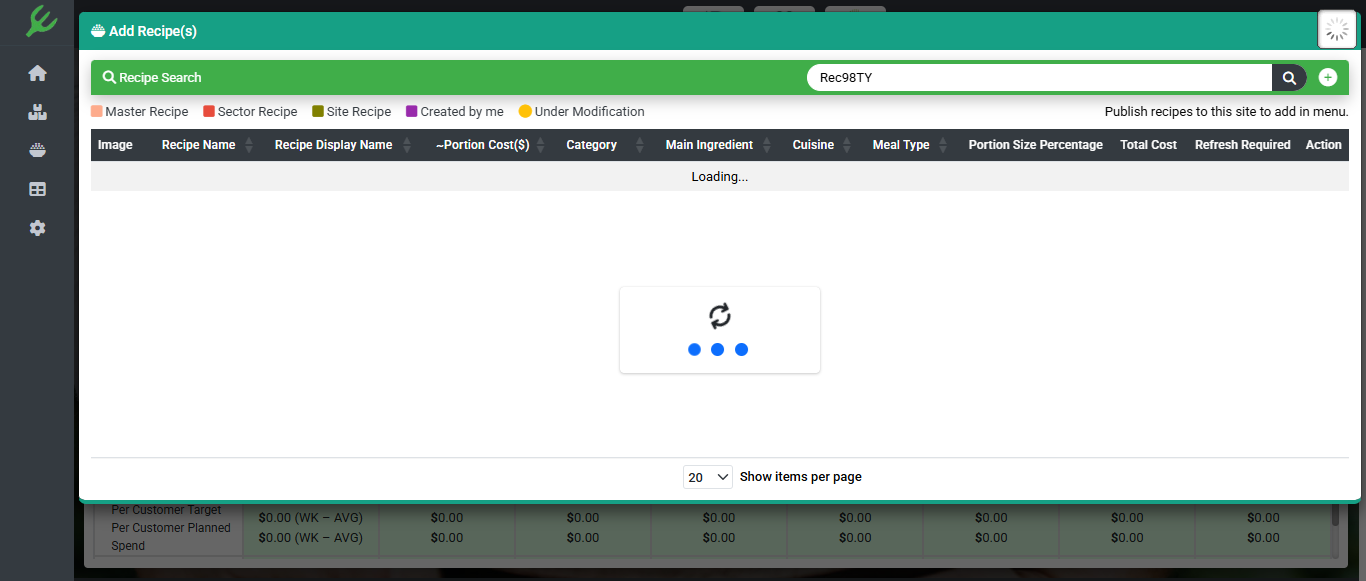 Add Recipe(s)
Recipe Search
Rec98TY
Master Recipe Sector Recipe Site Recipe Created by me Under Modification
Publish recipes to this site to add in menu.
Image Recipe Name Recipe Display Name ~Portion Cost($) Category Main Ingredient Cuisine Meal Type Portion Size Percentage Total Cost Refresh Required Action
Loading...
20 Show items per page
Per Customer Target
$0.00 (WK – AVG) $0.00 $0.00 $0.00 $0.00 $0.00 $0.00 $0.00
Per Customer Planned
Spend
$0.00 (WK – AVG) $0.00 $0.00 $0.00 $0.00 $0.00 $0.00 $0.00